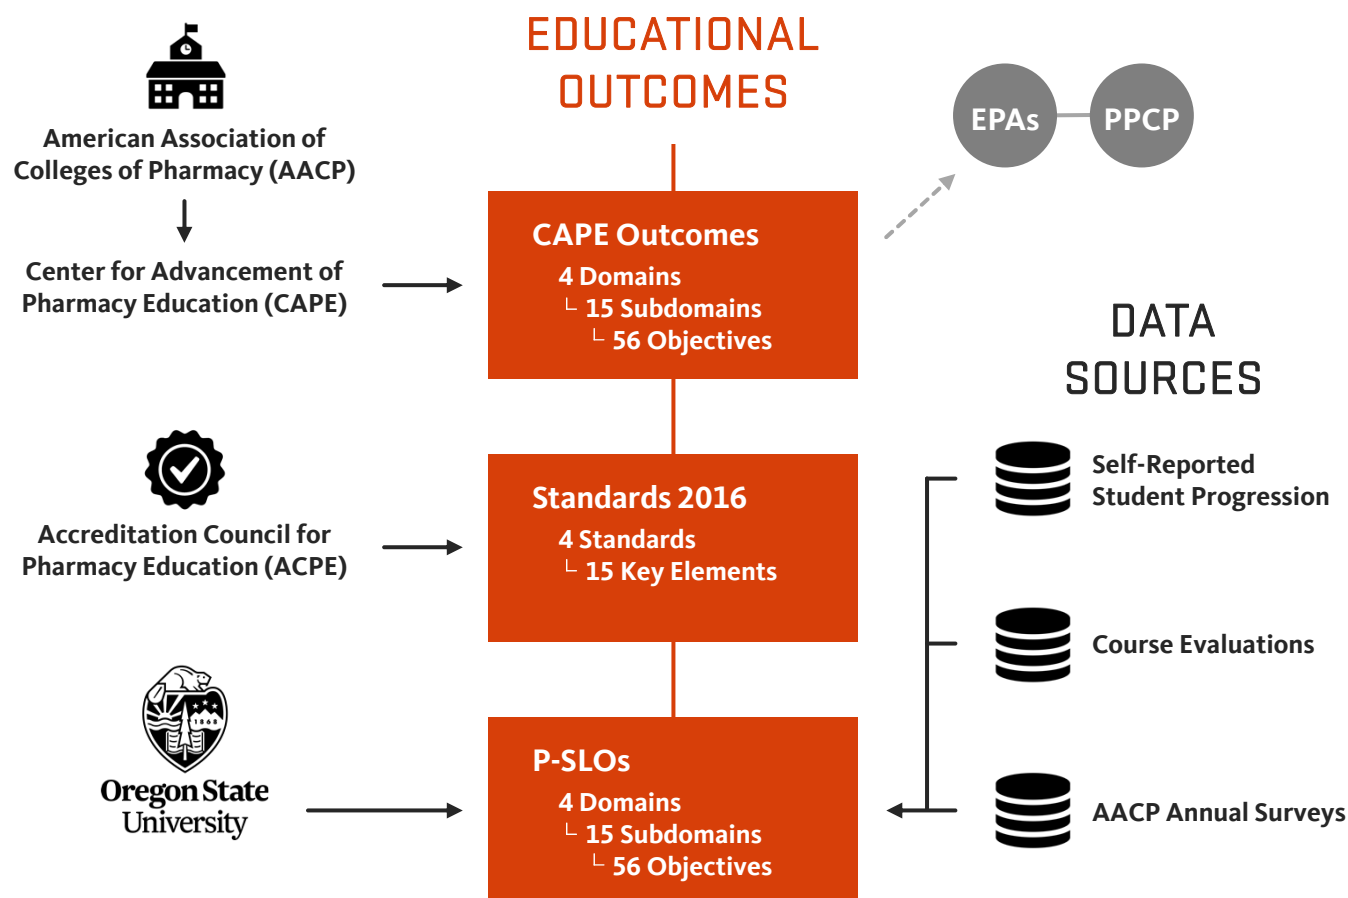 EDUCATIONAL
OUTCOMES
American Association of
Colleges of Pharmacy (AACP)
Center for Advancement of
Pharmacy Education (CAPE)
CAPE Outcomes
4 Domains
15 Subdomains
56 Objectives
EPAs
PPCP
Accreditation Council for
Pharmacy Education (ACPE)
Standards 2016
4 Standards
15 Key Elements
1868
Oregon State
University
P-SLOs
4 Domains
15 Subdomains
56 Objectives
DATA
SOURCES
Self-Reported
Student Progression
Course Evaluations
AACP Annual Surveys